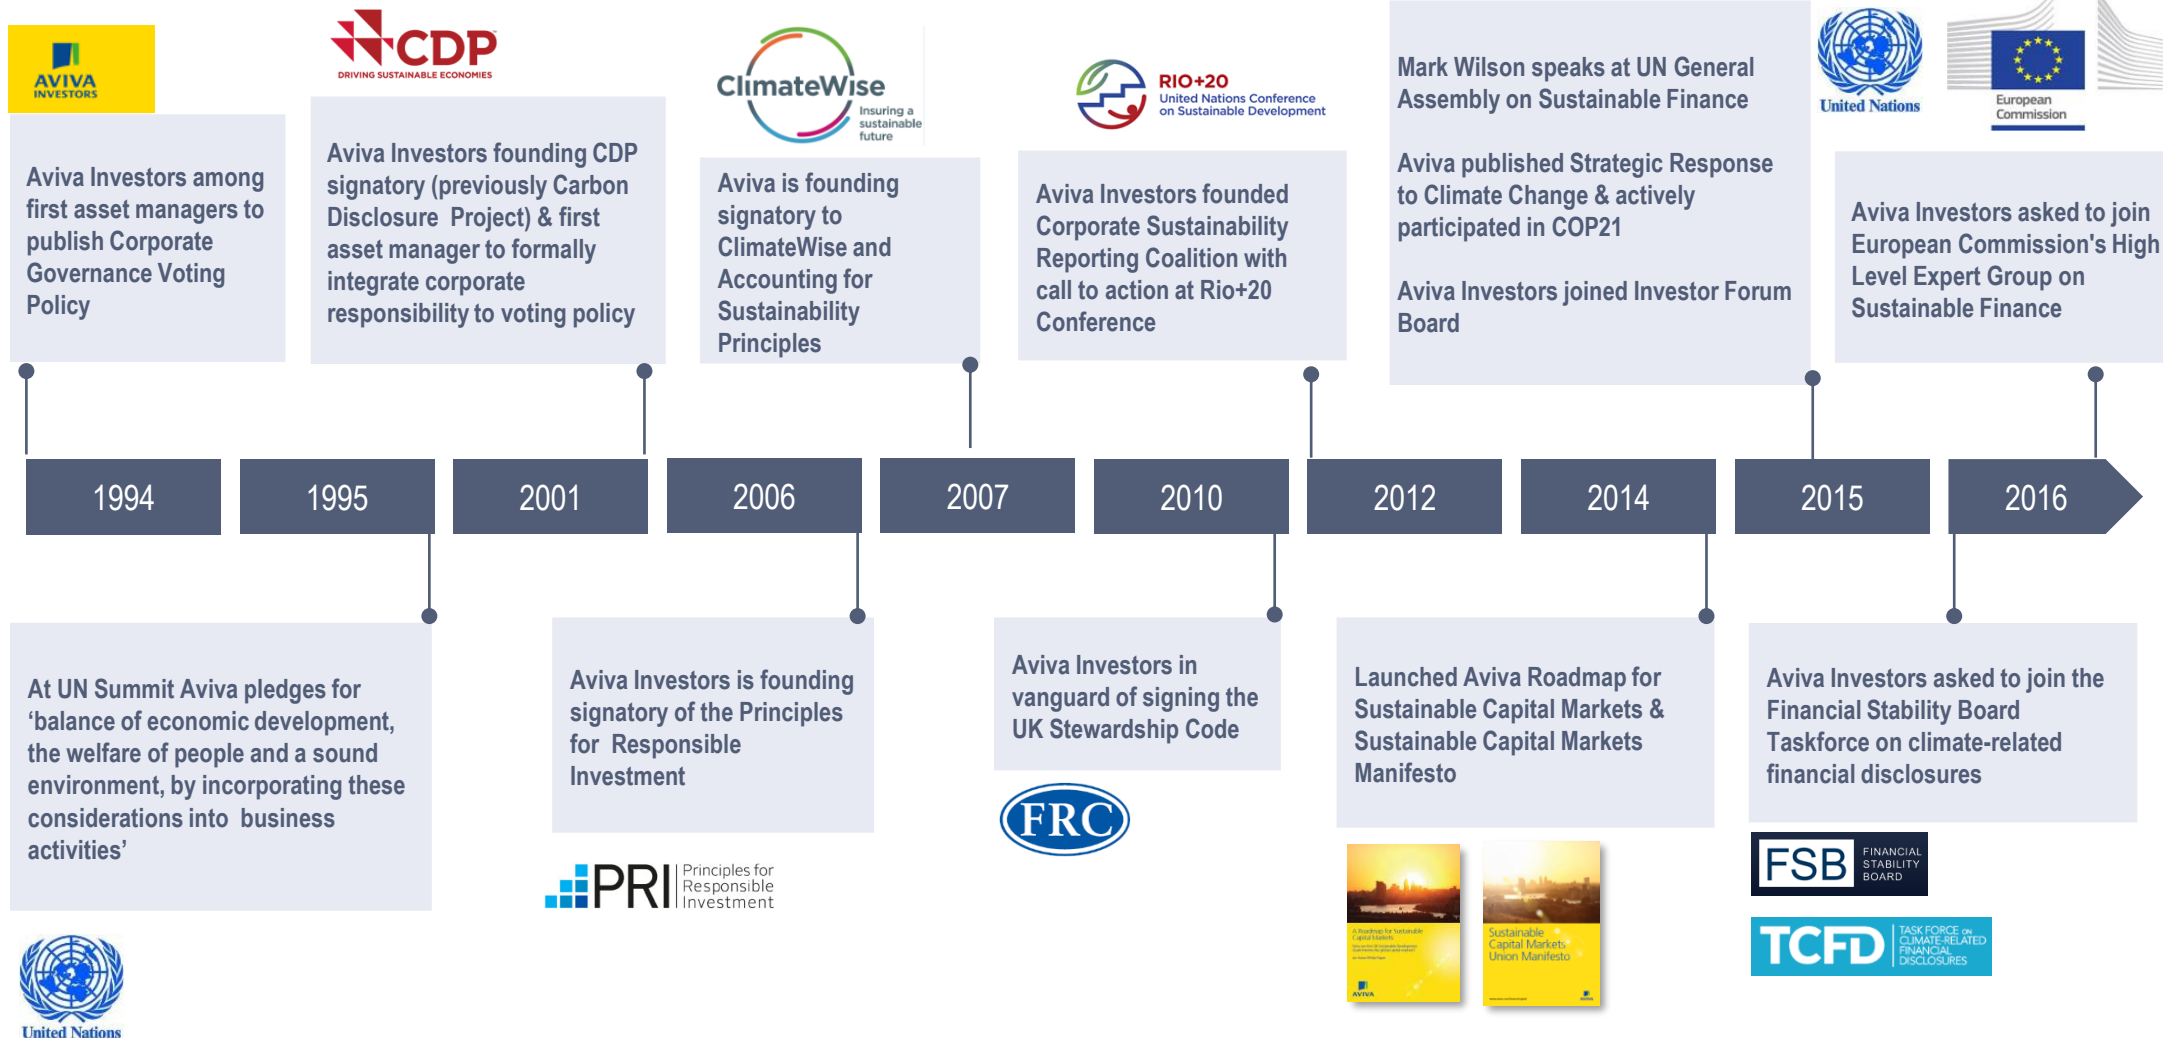 AVIVA
INVESTORS
Aviva Investors among
first asset managers to
publish Corporate
Governance Voting
Policy
CDP
DRIVING SUSTAINABLE ECONOMIES
Aviva Investors founding CDP
signatory (previously Carbon
Disclosure Project) & first
asset manager to formally
integrate corporate
responsibility to voting policy
ClimateWise
Insuring a
sustainable
future
Aviva is founding
signatory to
ClimateWise and
Accounting for
Sustainability
Principles
RIO+20
United Nations Conference
on Sustainable Development
Aviva Investors founded
Corporate Sustainability
Reporting Coalition with
call to action at Rio+20
Conference
Mark Wilson speaks at UN General
Assembly on Sustainable Finance
Aviva published Strategic Response
to Climate Change & actively
participated in COP21
Aviva Investors joined Investor Forum
Board
United Nations
European
Commission
Aviva Investors asked to join
European Commission's High
Level Expert Group on
Sustainable Finance
1994
1995
2001
2006
2007
2010
2012
2014
2015
2016
At UN Summit Aviva pledges for
‘balance of economic development,
the welfare of people and a sound
environment, by incorporating these
considerations into business
activities’
United Nations
Aviva Investors is founding
signatory of the Principles
for Responsible
Investment
PRI
Principles for
Responsible
Investment
Aviva Investors in
vanguard of signing the
UK Stewardship Code
FRC
Launched Aviva Roadmap for
Sustainable Capital Markets &
Sustainable Capital Markets
Manifesto
A Roadmap for Sustainable
Capital Markets
AVIVA
Sustainable
Capital Markets
Union Manifesto
AVIVA
Aviva Investors asked to join the
Financial Stability Board
Taskforce on climate-related
financial disclosures
FSB
FINANCIAL
STABILITY
BOARD
TCFD
TASK FORCE ON
CLIMATE-RELATED
FINANCIAL
DISCLOSURES